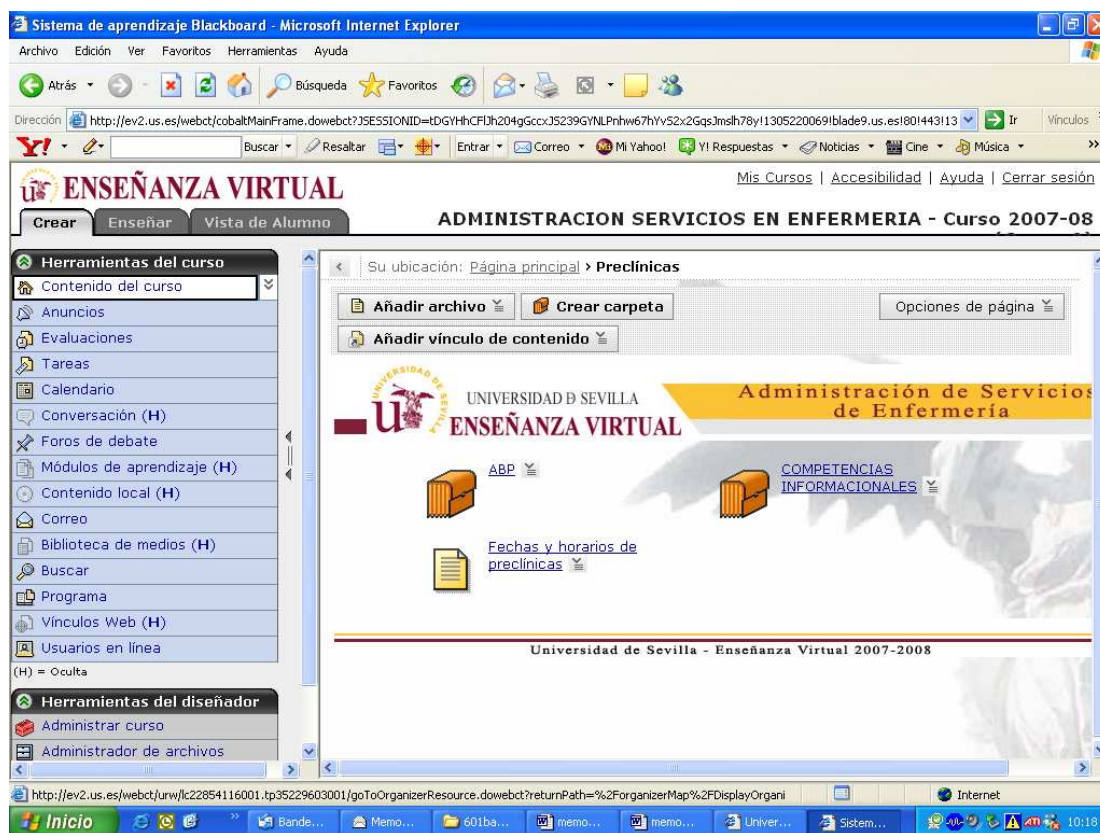 Sistema de aprendizaje Blackboard - Microsoft Internet Explorer
Archivo Edición Ver Favoritos Herramientas Ayuda
Atrás Búsqueda Favoritos
Dirección http://ev2.us.es/webct/cobaltMainFrame.dowebct?JSESSIONID=tDGYHhCFlJh204gGccxJS239GYNLPnhw67hYvS2x2GqsJmslh78y!1305220069!blade9.us.es!80!443!13 Ir Vínculos
Y! Buscar Resaltar Entrar Correo Mi Yahoo! Y! Respuestas Noticias Cine Música
ENSEÑANZA VIRTUAL
Mis Cursos | Accesibilidad | Ayuda | Cerrar sesión
Crear Enseñar Vista de Alumno
ADMINISTRACION SERVICIOS EN ENFERMERIA - Curso 2007-08
Herramientas del curso
Contenido del curso
Anuncios
Evaluaciones
Tareas
Calendario
Conversación (H)
Foros de debate
Módulos de aprendizaje (H)
Contenido local (H)
Correo
Biblioteca de medios (H)
Buscar
Programa
Vínculos Web (H)
Usuarios en línea
(H) = Oculta
Herramientas del diseñador
Administrar curso
Administrador de archivos
Su ubicación: Página principal › Preclínicas
Añadir archivo Crear carpeta Opciones de página
Añadir vínculo de contenido
UNIVERSIDAD Ð SEVILLA
ENSEÑANZA VIRTUAL
Administración de Servicios
de Enfermería
ABP
COMPETENCIAS
INFORMACIONALES
Fechas y horarios de
preclínicas
Universidad de Sevilla - Enseñanza Virtual 2007-2008
http://ev2.us.es/webct/urw/lc22854116001.tp35229603001/goToOrganizerResource.dowebct?returnPath=%2ForganizerMap%2FDisplayOrgani Internet
Inicio Bande... Memo... 601ba... memo... memo... Univer... Sistem... 10:18